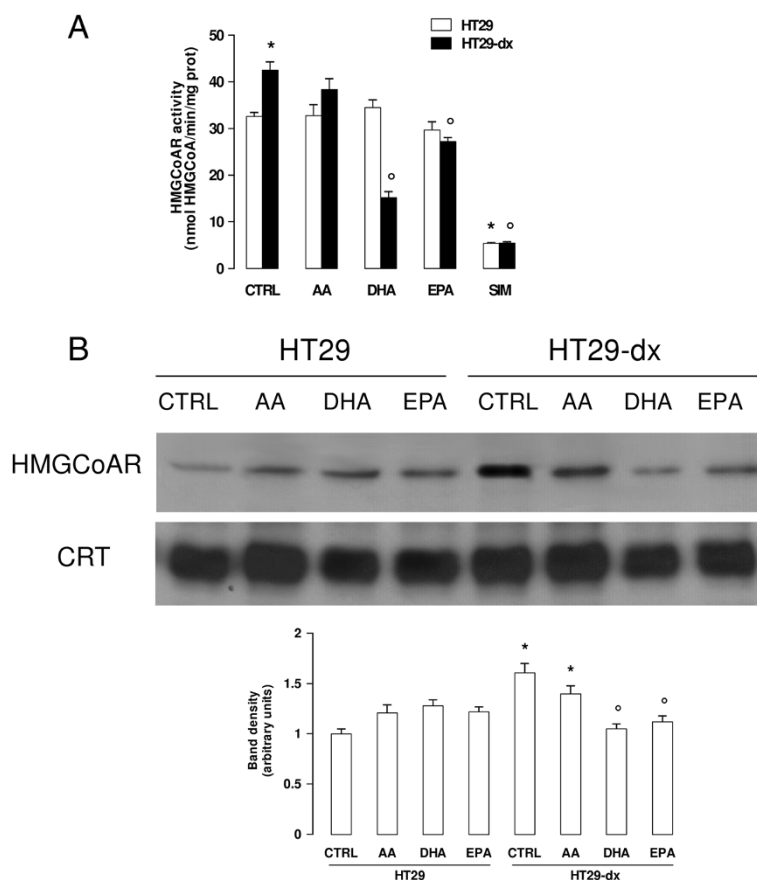 A
HT29
HT29-dx
HMGCoAR activity
(nmol HMGCoA/min/mg prot)
50
40
30
20
10
0
*
°
°
* °
CTRL AA DHA EPA SIM
B
HT29 HT29-dx
CTRL AA DHA EPA CTRL AA DHA EPA
HMGCoAR
CRT
Band density
(arbitrary units)
2
1.5
1
0.5
0
* * ° °
CTRL AA DHA EPA CTRL AA DHA EPA
HT29 HT29-dx